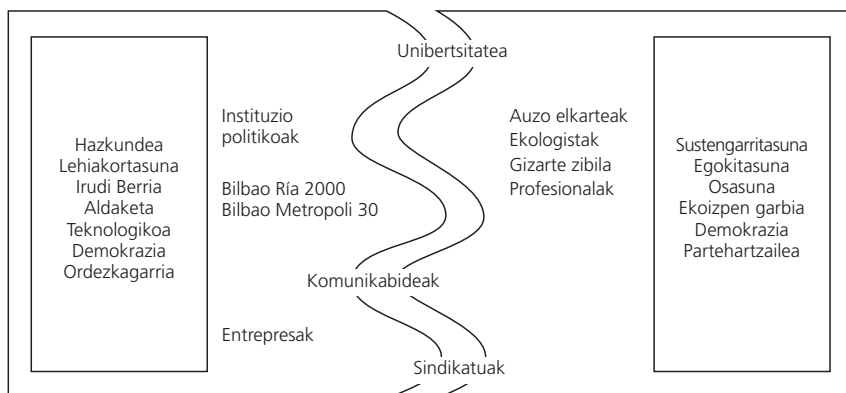 Unibertsitatea
Hazkundea
Lehiakortasuna
Irudi Berria
Aldaketa
Teknologikoa
Demokrazia
Ordezkagarria
Instituzio
politikoak
Bilbao Ría 2000
Bilbao Metropoli 30
Entrepresak
Komunikabideak
Sindikatuak
Auzo elkarteak
Ekologistak
Gizarte zibila
Profesionalak
Sustengarritasuna
Egokitasuna
Osasuna
Ekoizpen garbia
Demokrazia
Partehartzailea